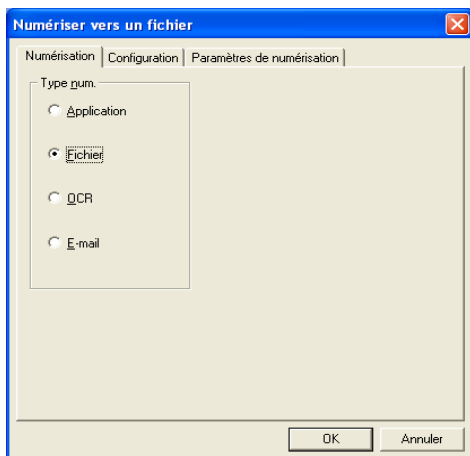 Numériser vers un fichier
Numérisation Configuration Paramètres de numérisation
Type num.
Application
Fichier
OCR
E-mail
OK Annuler